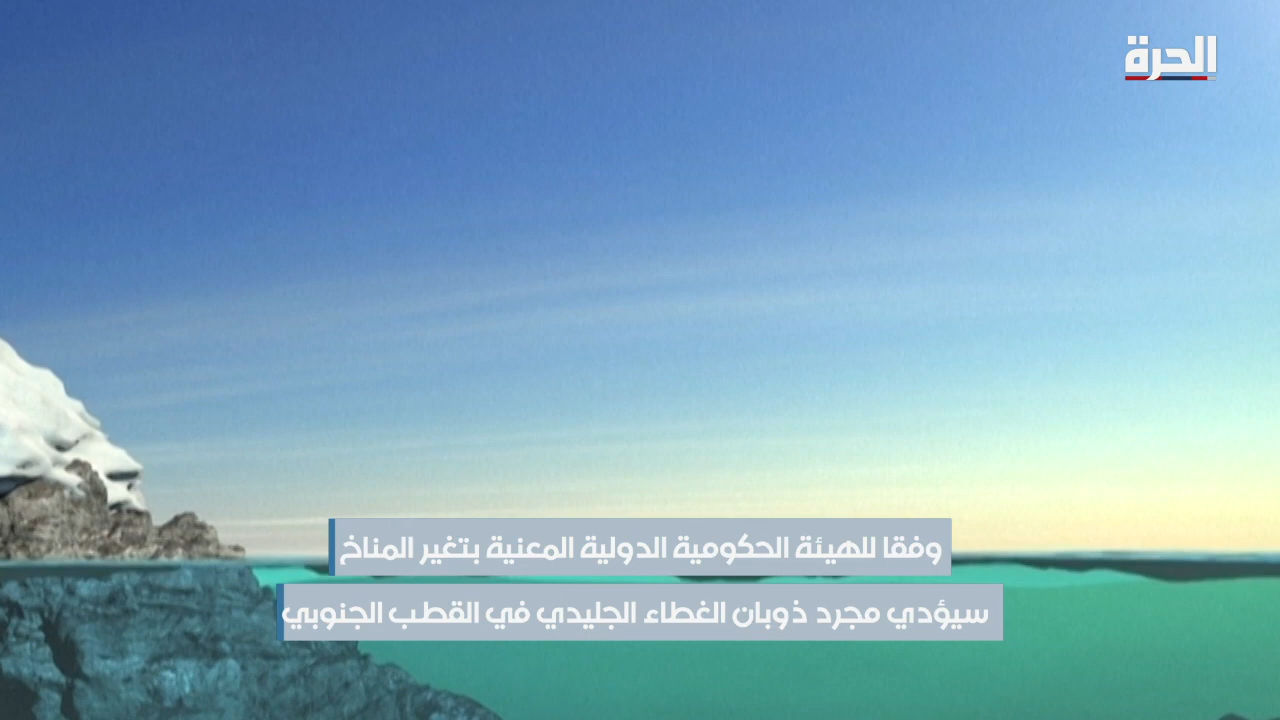 الحرة
وفقا للهيئة الحكومية الدولية المعنية بتغير المناخ
سيؤدي مجرد ذوبان الغطاء الجليدي في القطب الجنوبي